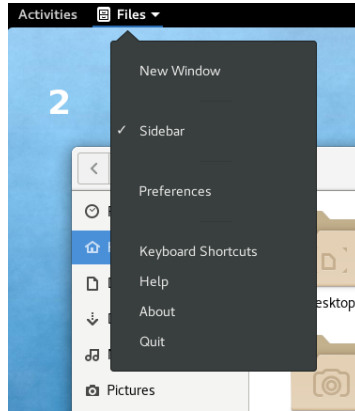 Activities Files
New Window
2
✓ Sidebar
Preferences
Keyboard Shortcuts
Help
esktop
About
Quit
Pictures